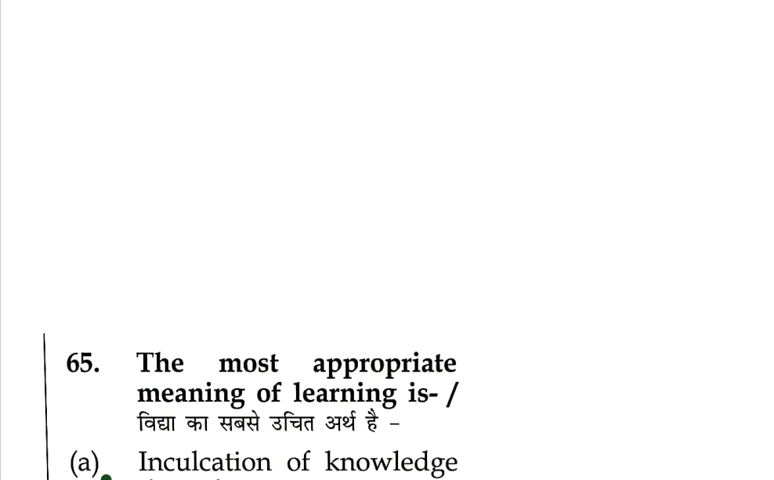 65. The most appropriate
meaning of learning is- /
विद्या का सबसे उचित अर्थ है –
(a) Inculcation of knowledge